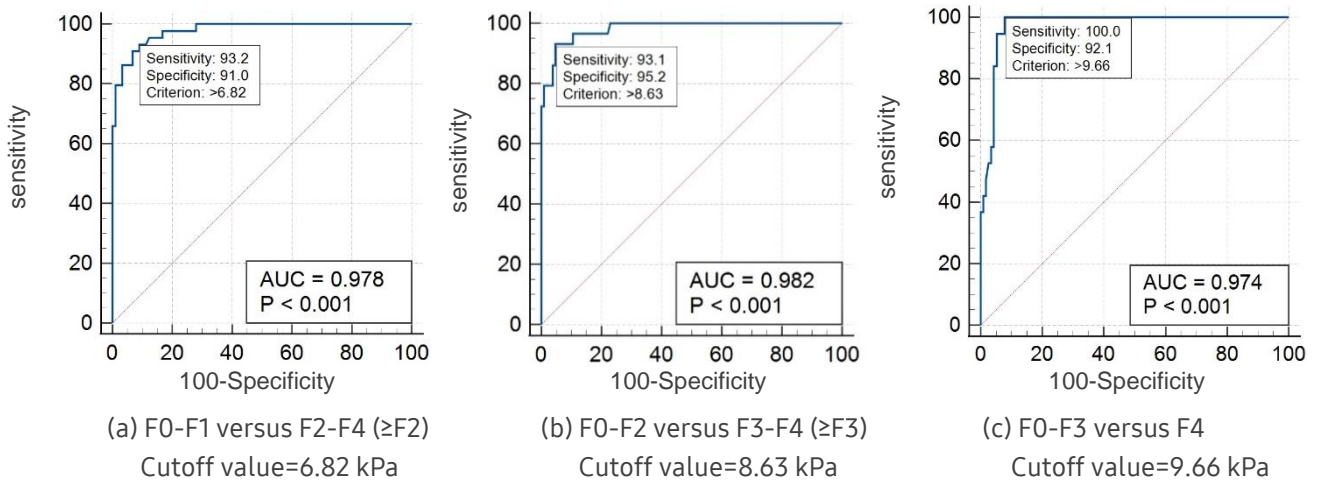 100
80
60
40
20
0
sensitivity
Sensitivity: 93.2
Specificity: 91.0
Criterion: >6.82
AUC = 0.978
P < 0.001
0 20 40 60 80 100
100-Specificity
(a) F0-F1 versus F2-F4 (≥F2)
Cutoff value=6.82 kPa
100
80
60
40
20
0
sensitivity
Sensitivity: 93.1
Specificity: 95.2
Criterion: >8.63
AUC = 0.982
P < 0.001
0 20 40 60 80 100
100-Specificity
(b) F0-F2 versus F3-F4 (≥F3)
Cutoff value=8.63 kPa
100
80
60
40
20
0
sensitivity
Sensitivity: 100.0
Specificity: 92.1
Criterion: >9.66
AUC = 0.974
P < 0.001
0 20 40 60 80 100
100-Specificity
(c) F0-F3 versus F4
Cutoff value=9.66 kPa